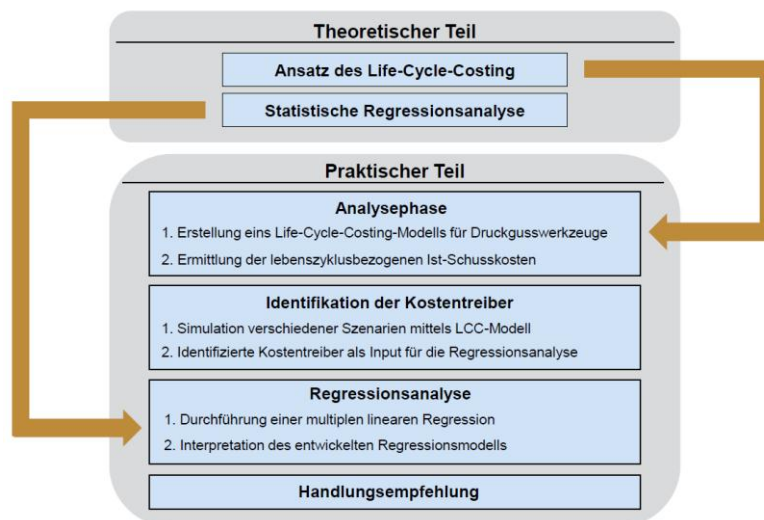 Theoretischer Teil
Ansatz des Life-Cycle-Costing
Statistische Regressionsanalyse
Praktischer Teil
Analysephase
1. Erstellung eins Life-Cycle-Costing-Modells für Druckgusswerkzeuge
2. Ermittlung der lebenszyklusbezogenen Ist-Schusskosten
Identifikation der Kostentreiber
1. Simulation verschiedener Szenarien mittels LCC-Modell
2. Identifizierte Kostentreiber als Input für die Regressionsanalyse
Regressionsanalyse
1. Durchführung einer multiplen linearen Regression
2. Interpretation des entwickelten Regressionsmodells
Handlungsempfehlung